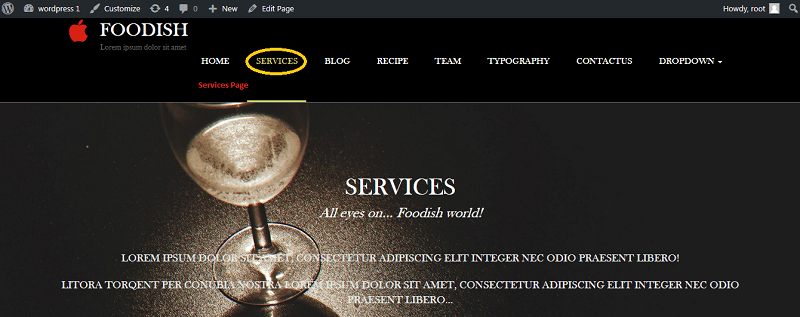 wordpress 1 Customize 4 0 + New Edit Page Howdy, root
FOODISH
Lorem ipsum dolor sit amet
HOME SERVICES BLOG RECIPE TEAM TYPOGRAPHY CONTACTUS DROPDOWN
Services Page
SERVICES
All eyes on... Foodish world!
LOREM IPSUM DOLOR SIT AMET, CONSECTETUR ADIPISCING ELIT INTEGER NEC ODIO PRAESENT LIBERO!
LITORA TORQENT PER CONUBIA NOSTRA LOREM IPSUM DOLOR SIT AMET, CONSECTETUR ADIPISCING ELIT INTEGER NEC ODIO
PRAESENT LIBERO...